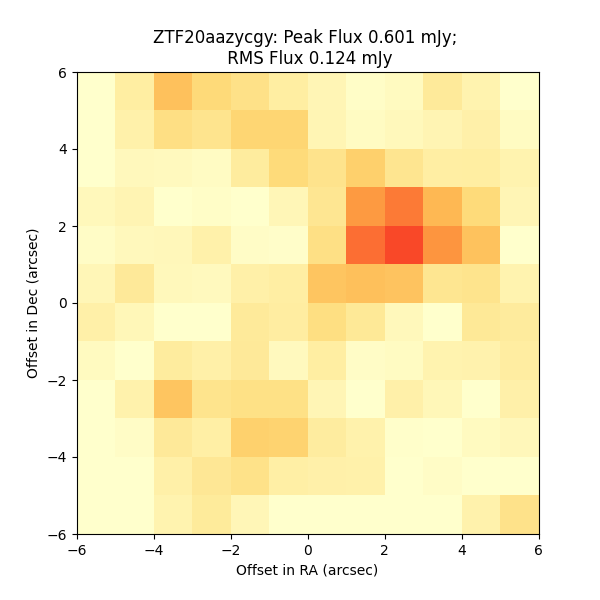 ZTF20aazycgy: Peak Flux 0.601 mJy;
RMS Flux 0.124 mJy
6
4
2
0
−2
−4
−6
Offset in Dec (arcsec)
−6 −4 −2 0 2 4 6
Offset in RA (arcsec)